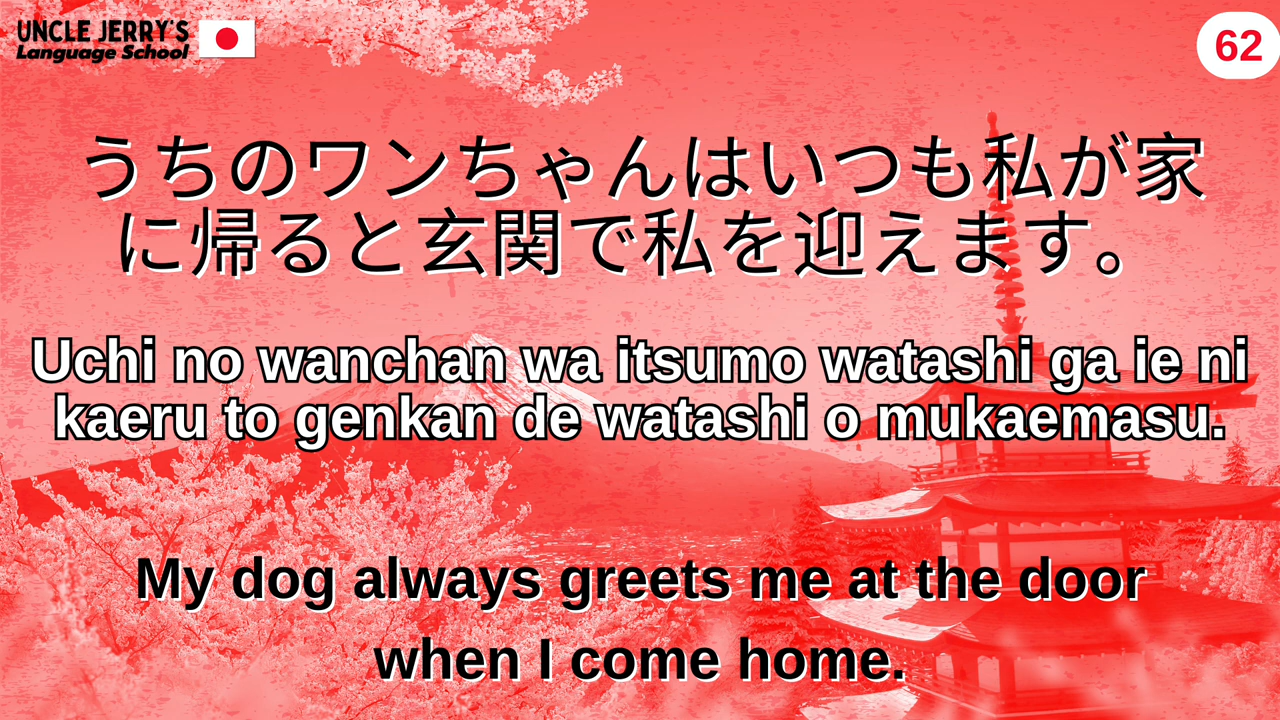 UNCLE JERRY'S
Language School
62
うちのワンちゃんはいつも私が家
に帰ると玄関で私を迎えます。
Uchi no wanchan wa itsumo watashi ga ie ni
kaeru to genkan de watashi o mukaemasu.
My dog always greets me at the door
when I come home.